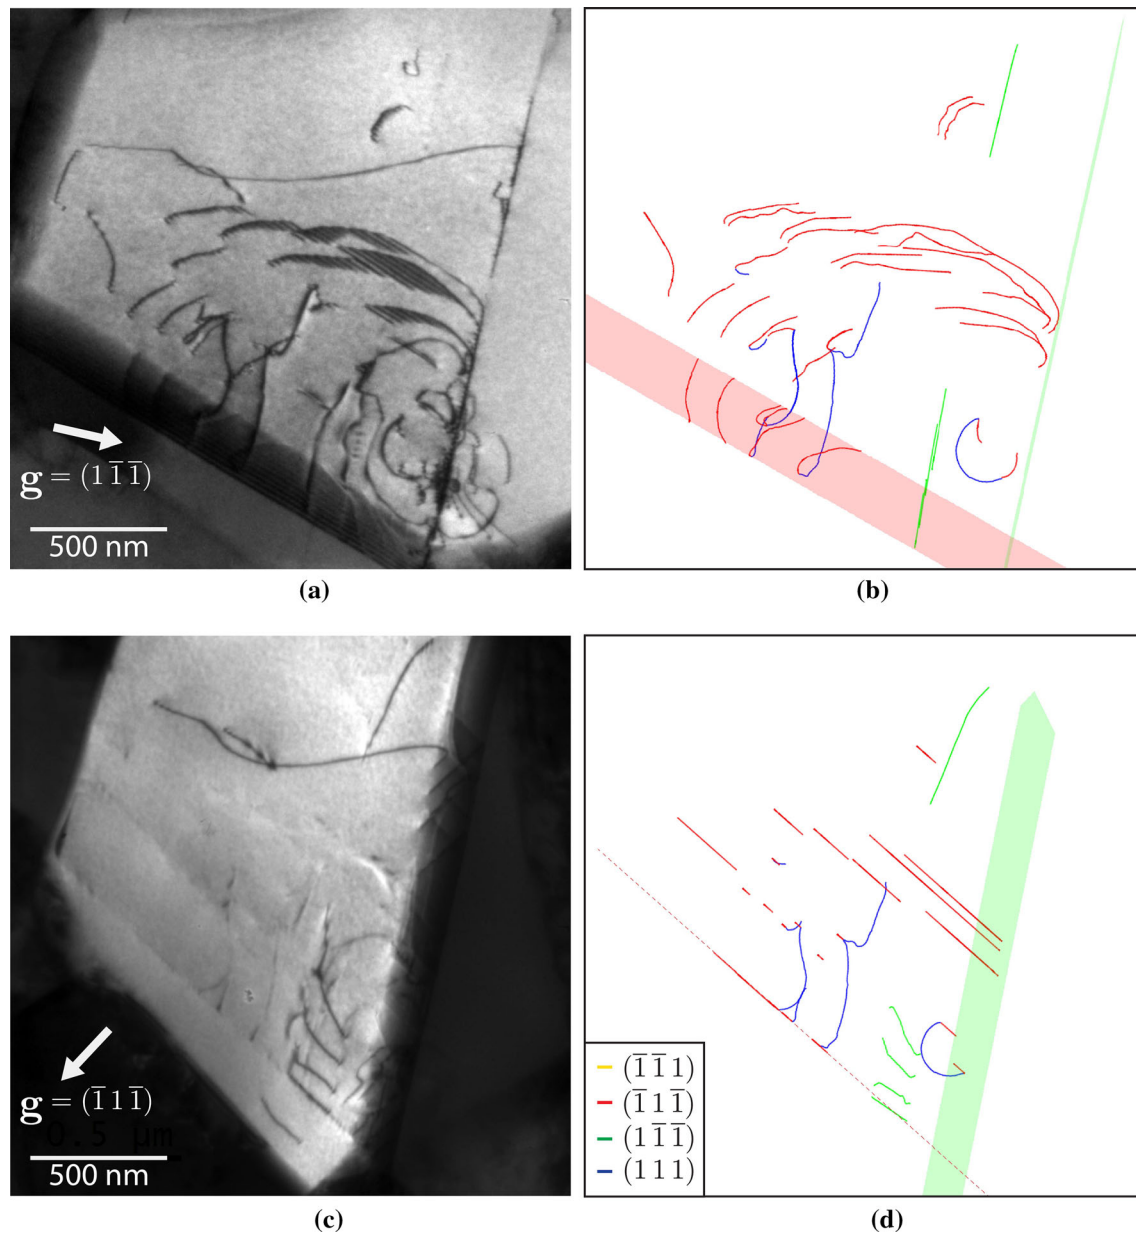 g = (1 1̅ 1̅)
500 nm
(a)
(b)
g = (1̅ 1 1̅)
0.5 μm
500 nm
(c)
(1̅ 1̅ 1)
(1̅ 1 1̅)
(1 1̅ 1̅)
(1 1 1)
(d)